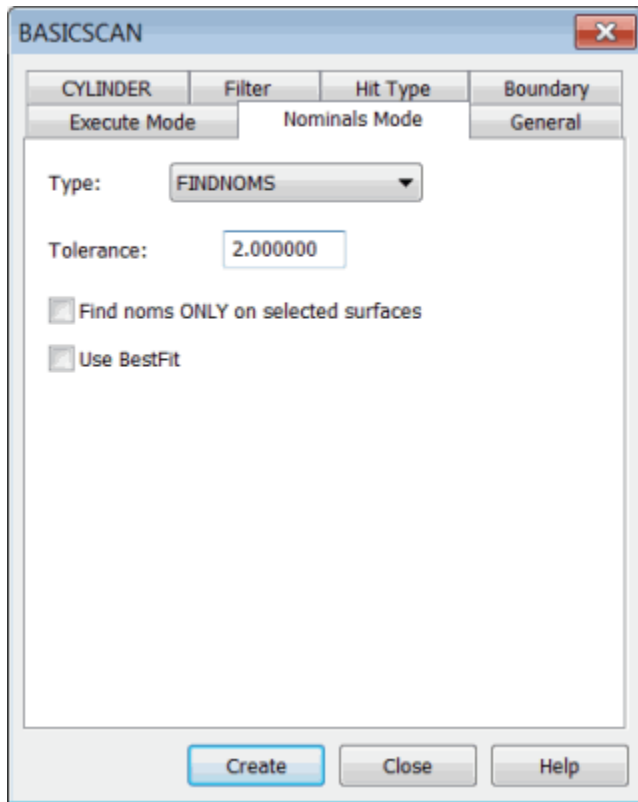 BASICSCAN
CYLINDER Filter Hit Type Boundary
Execute Mode Nominals Mode General
Type: FINDNOMS
Tolerance: 2.000000
Find noms ONLY on selected surfaces
Use BestFit
Create Close Help